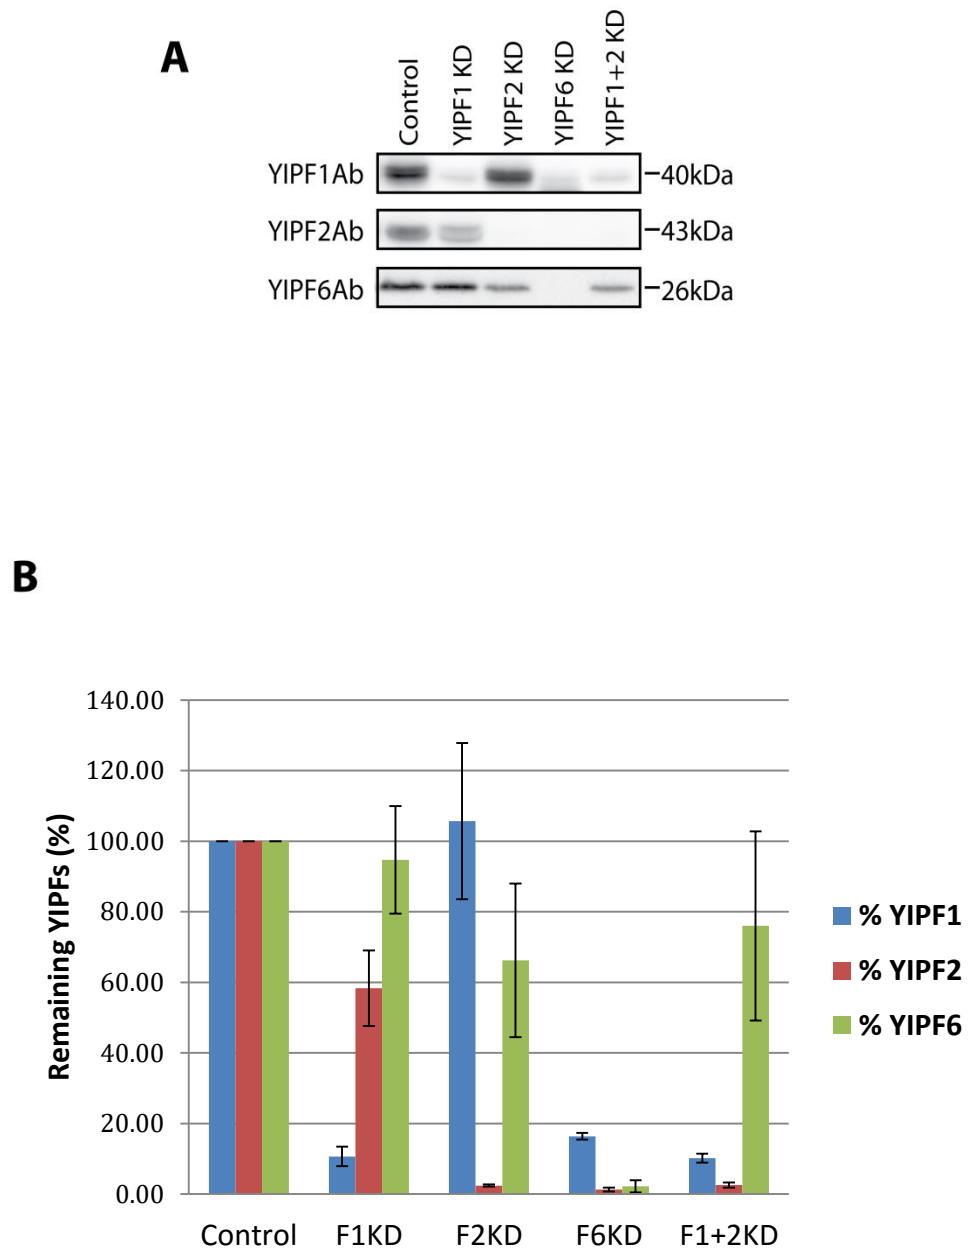 A
Control
YIPF1 KD
YIPF2 KD
YIPF6 KD
YIPF1+2 KD
YIPF1Ab
40kDa
YIPF2Ab
43kDa
YIPF6Ab
26kDa
B
Remaining YIPFs (%)
140.00
120.00
100.00
80.00
60.00
40.00
20.00
0.00
Control
F1KD
F2KD
F6KD
F1+2KD
% YIPF1
% YIPF2
% YIPF6